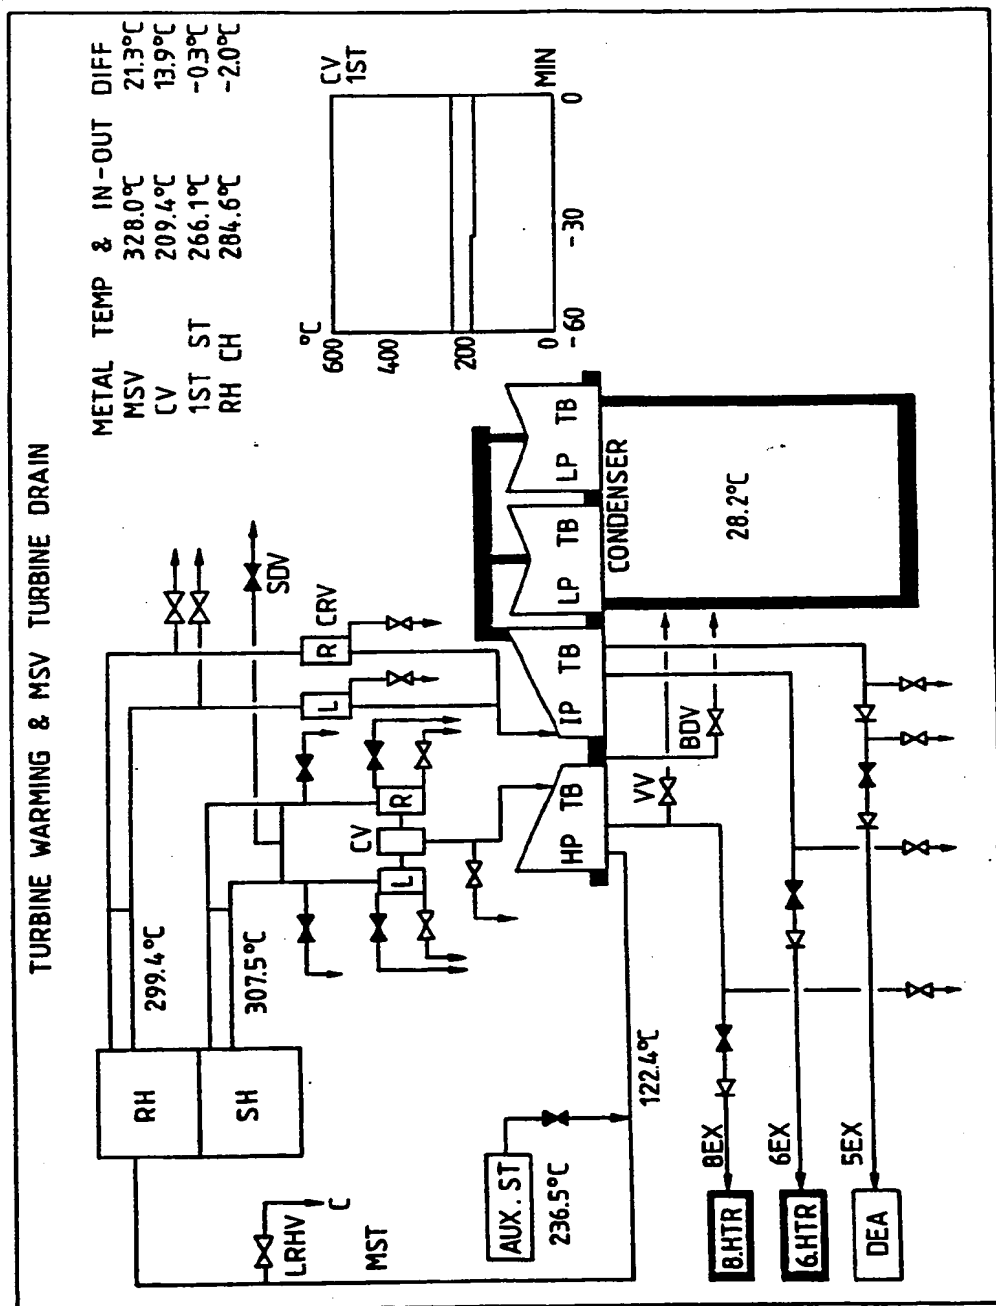 TURBINE WARMING & MSV TURBINE DRAIN
METAL TEMP & IN-OUT DIFF
MSV 328.0°C 21.3°C
CV 209.4°C 13.9°C
1ST ST 266.1°C -0.3°C
RH CH 284.6°C -2.0°C
°C
600
400
200
0
-60
-30
0
MIN
CV
1ST
RH
SH
299.4°C
307.5°C
SDV
CRV
L
R
L
CV
R
LRHV
C
MST
AUX. ST
236.5°C
122.4°C
HP TB
IP TB
LP TB
LP TB
CONDENSER
28.2°C
VV
BDV
8EX
6EX
5EX
8.HTR
6.HTR
DEA